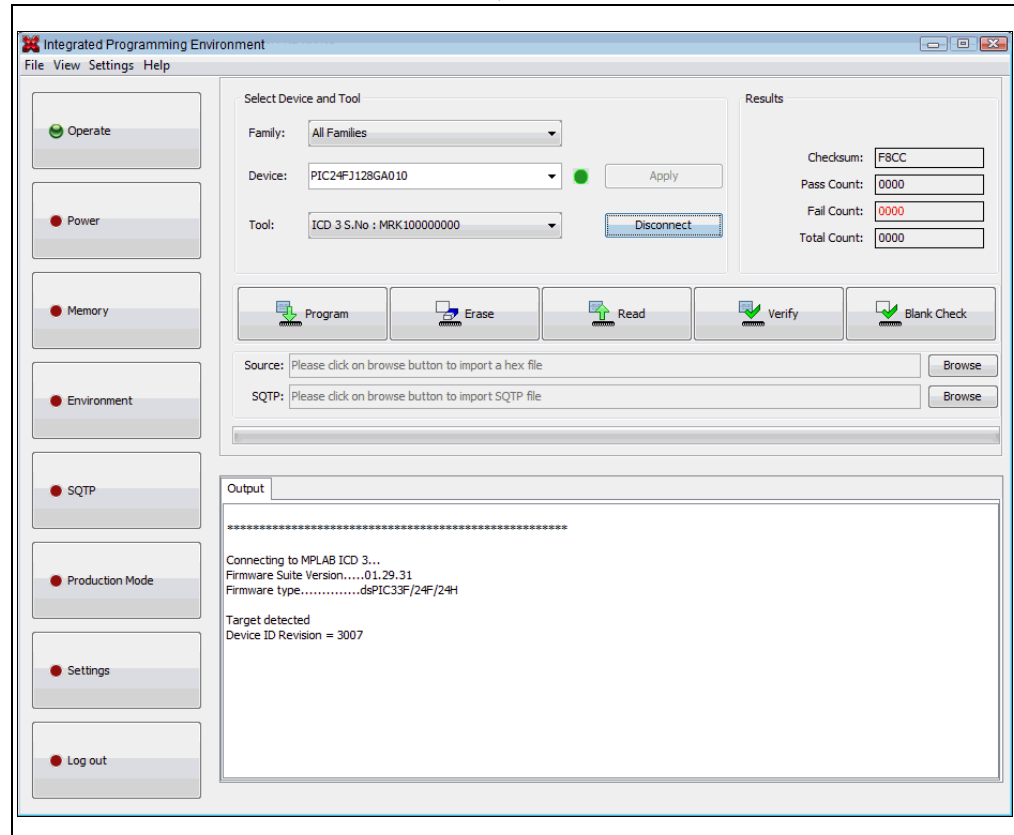 Integrated Programming Environment
File View Settings Help
Operate
Power
Memory
Environment
SQTP
Production Mode
Settings
Log out
Select Device and Tool
Family: All Families
Device: PIC24FJ128GA010 Apply
Tool: ICD 3 S.No : MRK100000000 Disconnect
Results
Checksum: F8CC
Pass Count: 0000
Fail Count: 0000
Total Count: 0000
Program Erase Read Verify Blank Check
Source: Please click on browse button to import a hex file Browse
SQTP: Please click on browse button to import SQTP file Browse
Output
*****************************************************
Connecting to MPLAB ICD 3...
Firmware Suite Version.....01.29.31
Firmware type..............dsPIC33F/24F/24H
Target detected
Device ID Revision = 3007